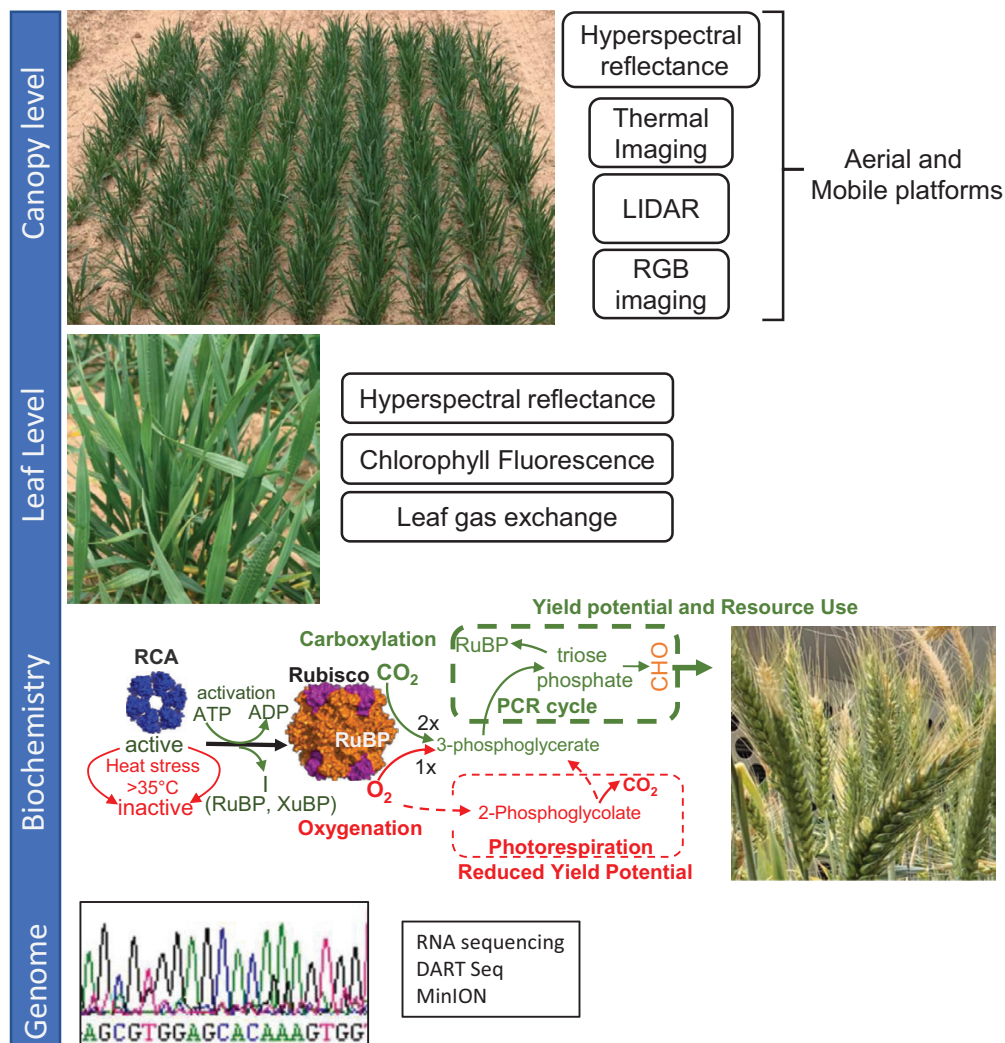 Canopy level
Hyperspectral
reflectance
Thermal
Imaging
LIDAR
RGB
imaging
Aerial and
Mobile platforms
Leaf Level
Hyperspectral reflectance
Chlorophyll Fluorescence
Leaf gas exchange
Biochemistry
Yield potential and Resource Use
Carboxylation
RCA
Rubisco
CO₂
RuBP
triose
phosphate
CHO
PCR cycle
activation
ATP
ADP
active
Heat stress
>35°C
inactive
I
(RuBP, XuBP)
RuBP
2x
3-phosphoglycerate
1x
O₂
Oxygenation
2-Phosphoglycolate
CO₂
Photorespiration
Reduced Yield Potential
Genome
AGCGTGGAGCACAAAGTGG
RNA sequencing
DART Seq
MinION